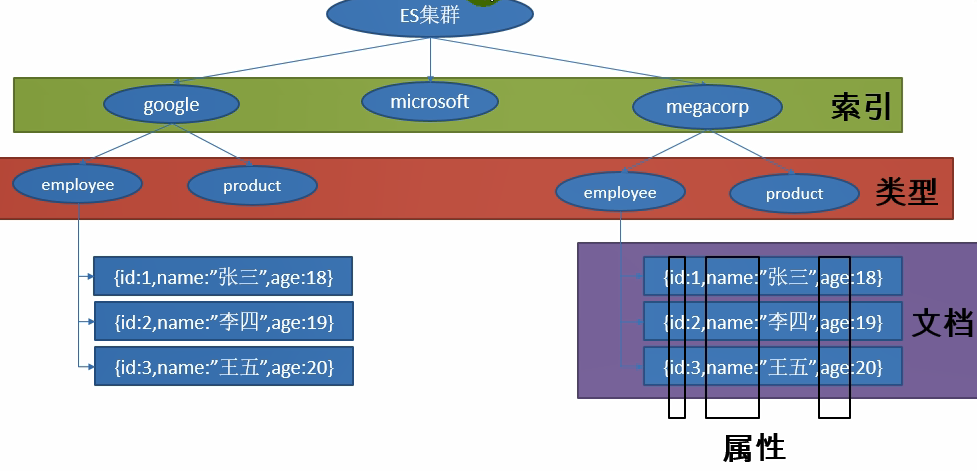 ES集群
google
microsoft
megacorp
索引
employee
product
employee
product
类型
{id:1,name:”张三”,age:18}
{id:2,name:”李四”,age:19}
{id:3,name:”王五”,age:20}
{id:1,name:”张三”,age:18}
{id:2,name:”李四”,age:19}
{id:3,name:”王五”,age:20}
文档
属性